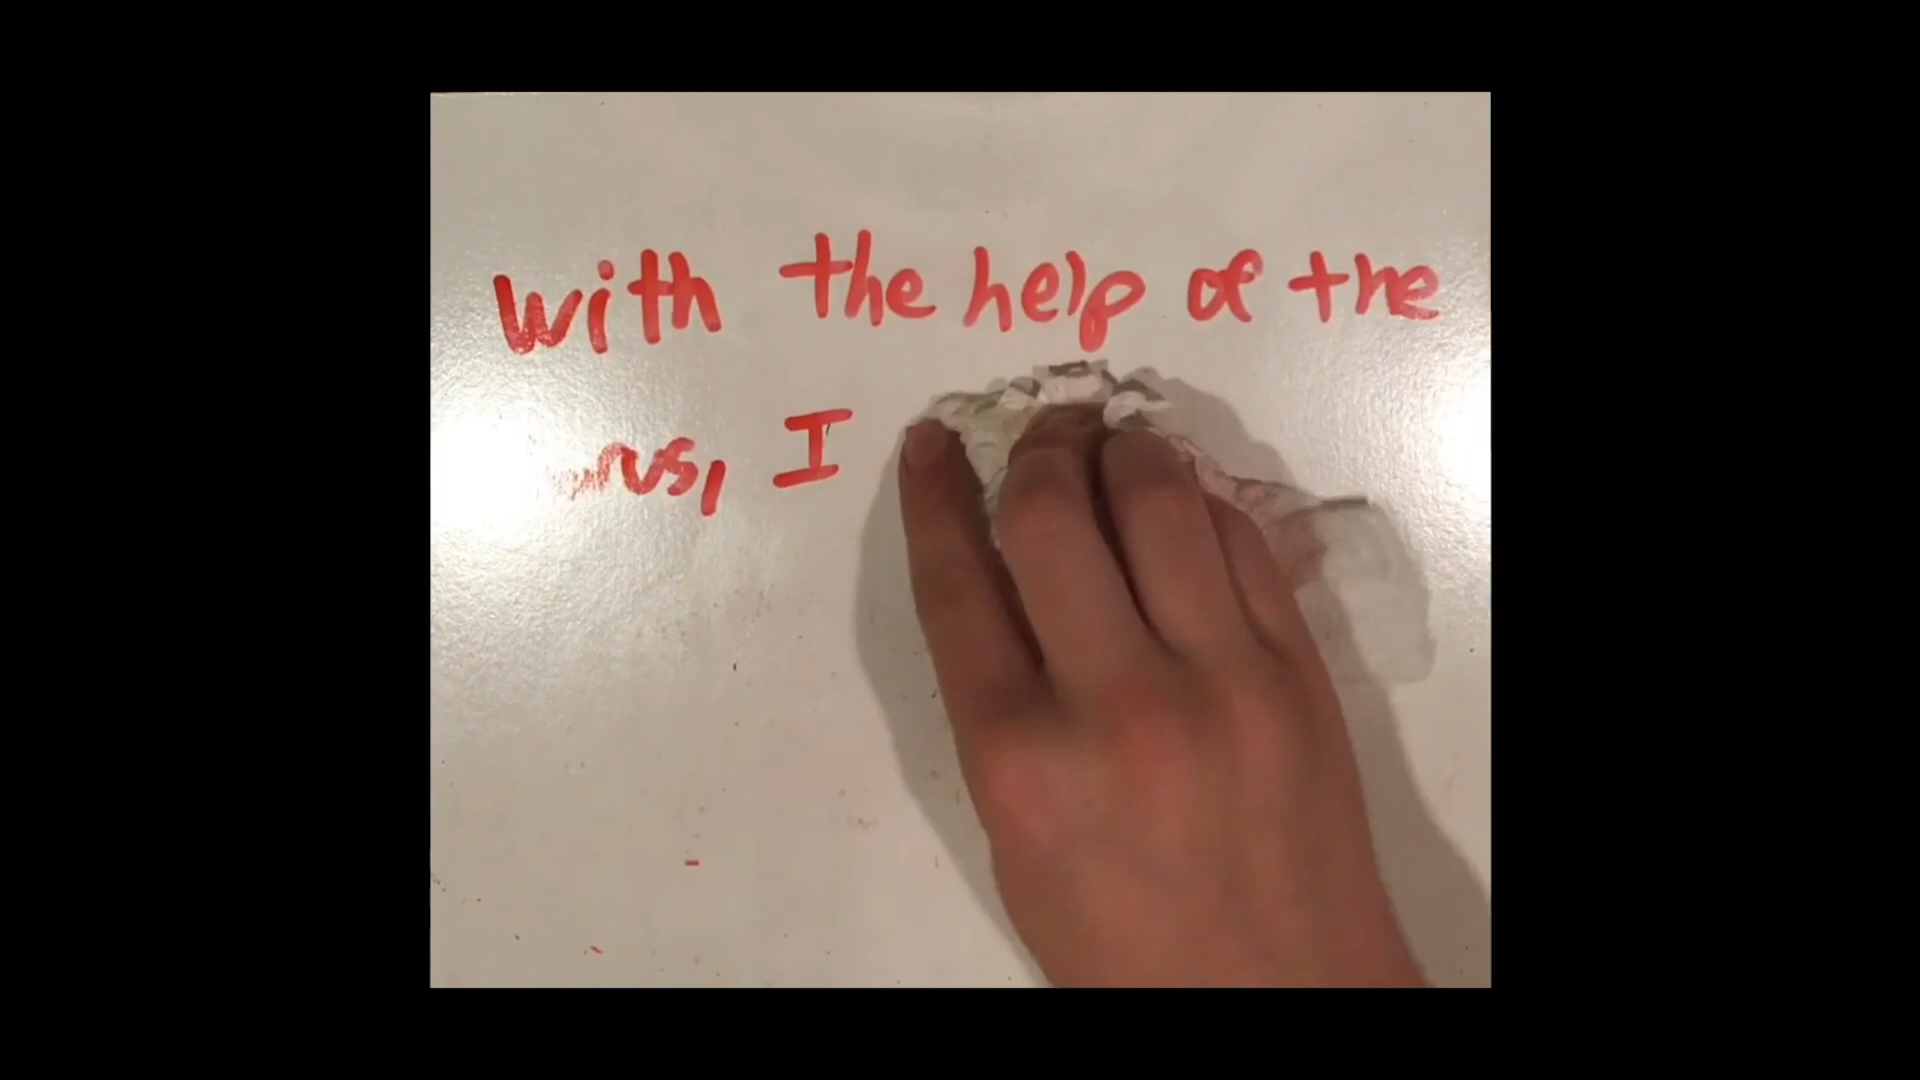 with the help of the
I